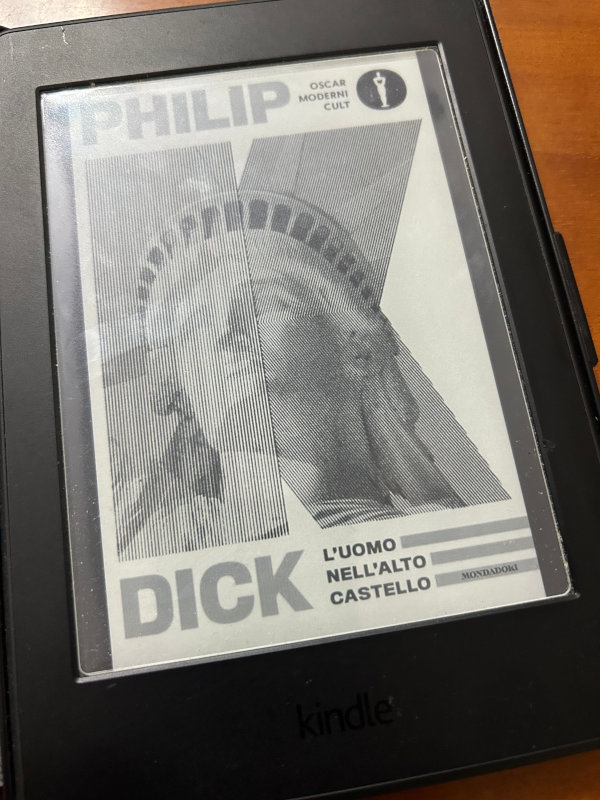 PHILIP
OSCAR
MODERNI
CULT
K
DICK
L'UOMO
NELL'ALTO
CASTELLO
MONDADORI
kindle